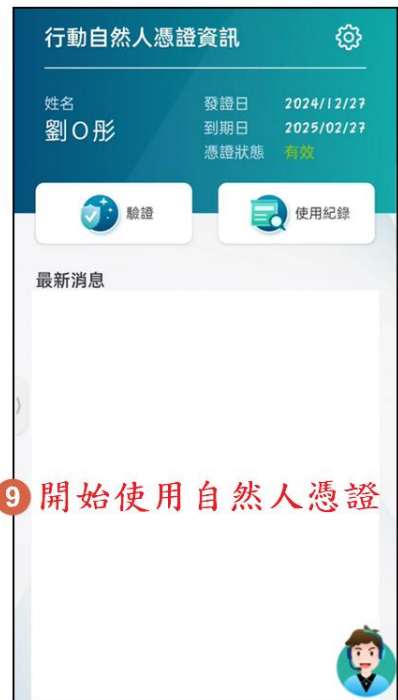 行動自然人憑證資訊
姓名
劉O彤
發證日 2024/12/27
到期日 2025/02/27
憑證狀態 有效
驗證
使用紀錄
最新消息
9 開始使用自然人憑證